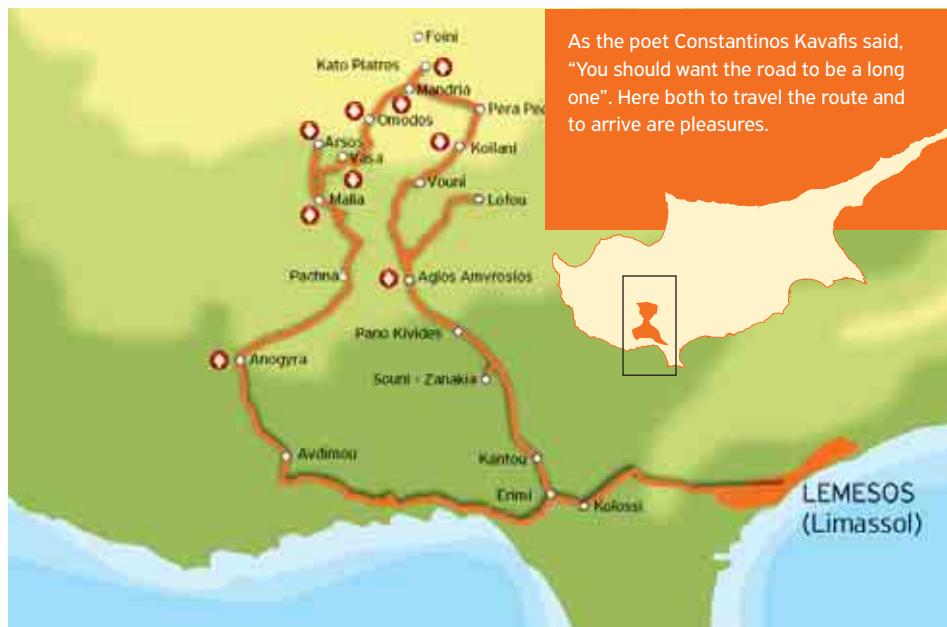 As the poet Constantinos Kavafis said,
“You should want the road to be a long
one”. Here both to travel the route and
to arrive are pleasures.
Foini
Kato Platres
Mandria
Pera Ped
Omodos
Arsos
Vasa
Koilani
Vouni
Malia
Lofou
Pachna
Agios Amvrosios
Pano Kivides
Anogyra
Souni - Zanakia
Avdimou
Kantou
Erimi
Kolossi
LEMESOS
(Limassol)